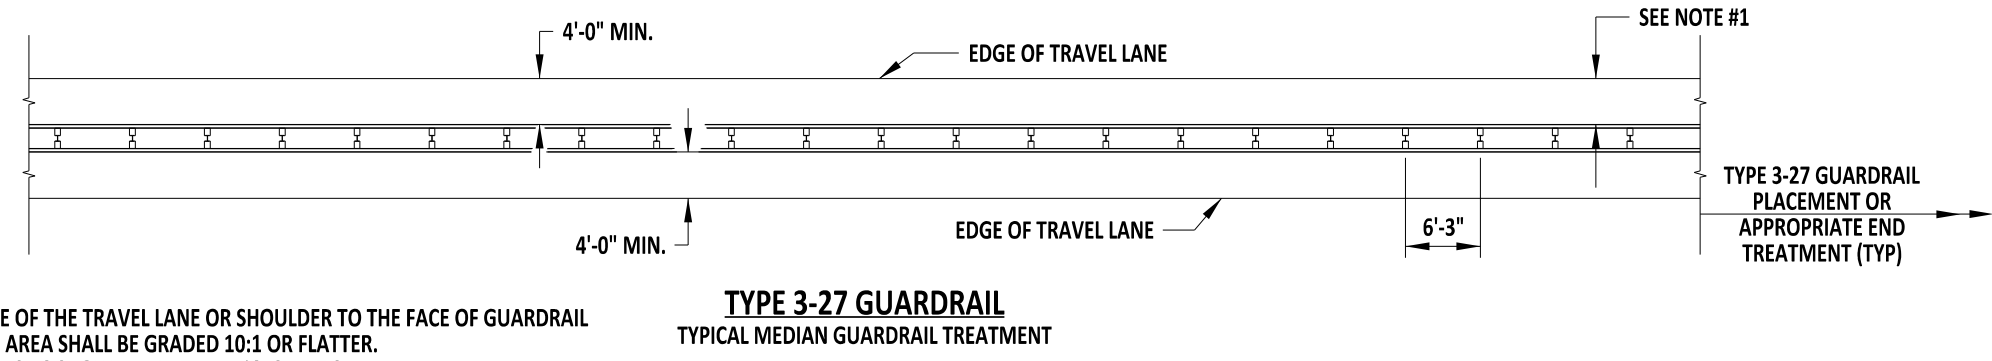 4'-0" MIN.
SEE NOTE #1
EDGE OF TRAVEL LANE
TYPE 3-27 GUARDRAIL
PLACEMENT OR
APPROPRIATE END
TREATMENT (TYP)
EDGE OF TRAVEL LANE
6'-3"
4'-0" MIN.
TYPE 3-27 GUARDRAIL
TYPICAL MEDIAN GUARDRAIL TREATMENT
E OF THE TRAVEL LANE OR SHOULDER TO THE FACE OF GUARDRAIL
AREA SHALL BE GRADED 10:1 OR FLATTER.